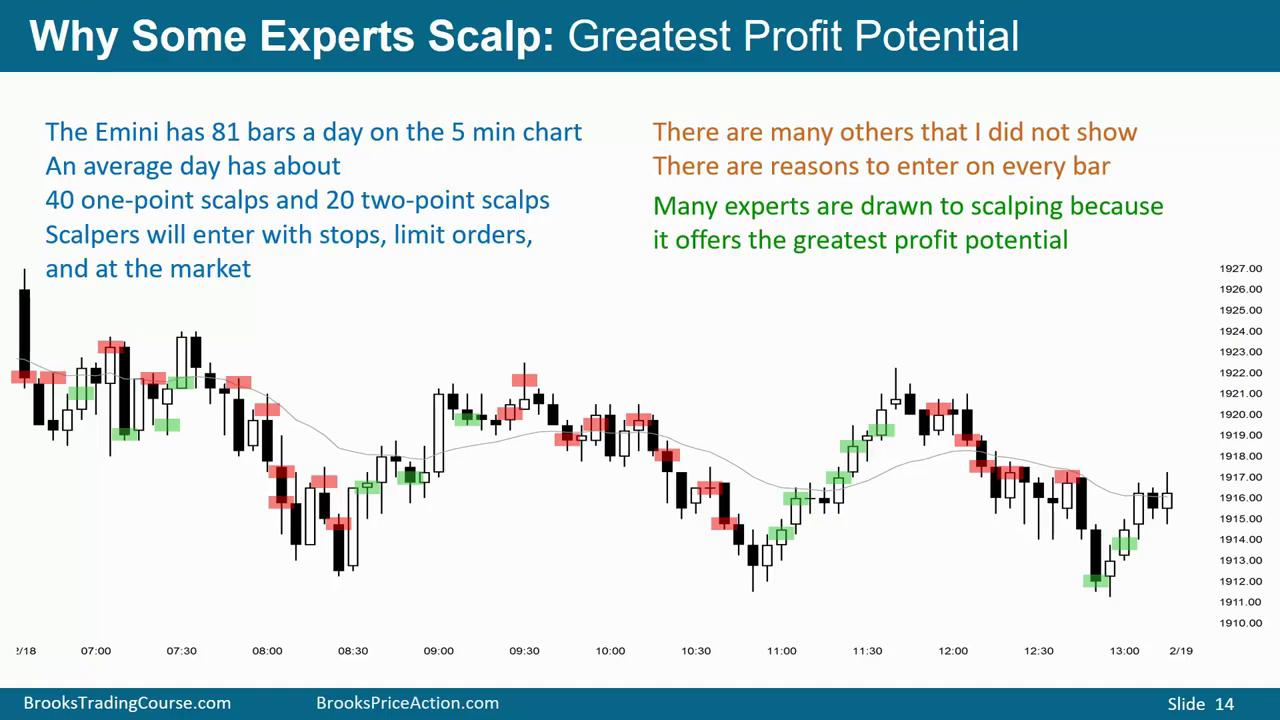 Why Some Experts Scalp: Greatest Profit Potential
The Emini has 81 bars a day on the 5 min chart
An average day has about
40 one-point scalps and 20 two-point scalps
Scalpers will enter with stops, limit orders,
and at the market
There are many others that I did not show
There are reasons to enter on every bar
Many experts are drawn to scalping because
it offers the greatest profit potential
1927.00
1926.00
1925.00
1924.00
1923.00
1922.00
1921.00
1920.00
1919.00
1918.00
1917.00
1916.00
1915.00
1914.00
1913.00
1912.00
1911.00
1910.00
2/18 07:00 07:30 08:00 08:30 09:00 09:30 10:00 10:30 11:00 11:30 12:00 12:30 13:00 2/19
BrooksTradingCourse.com BrooksPriceAction.com Slide 14